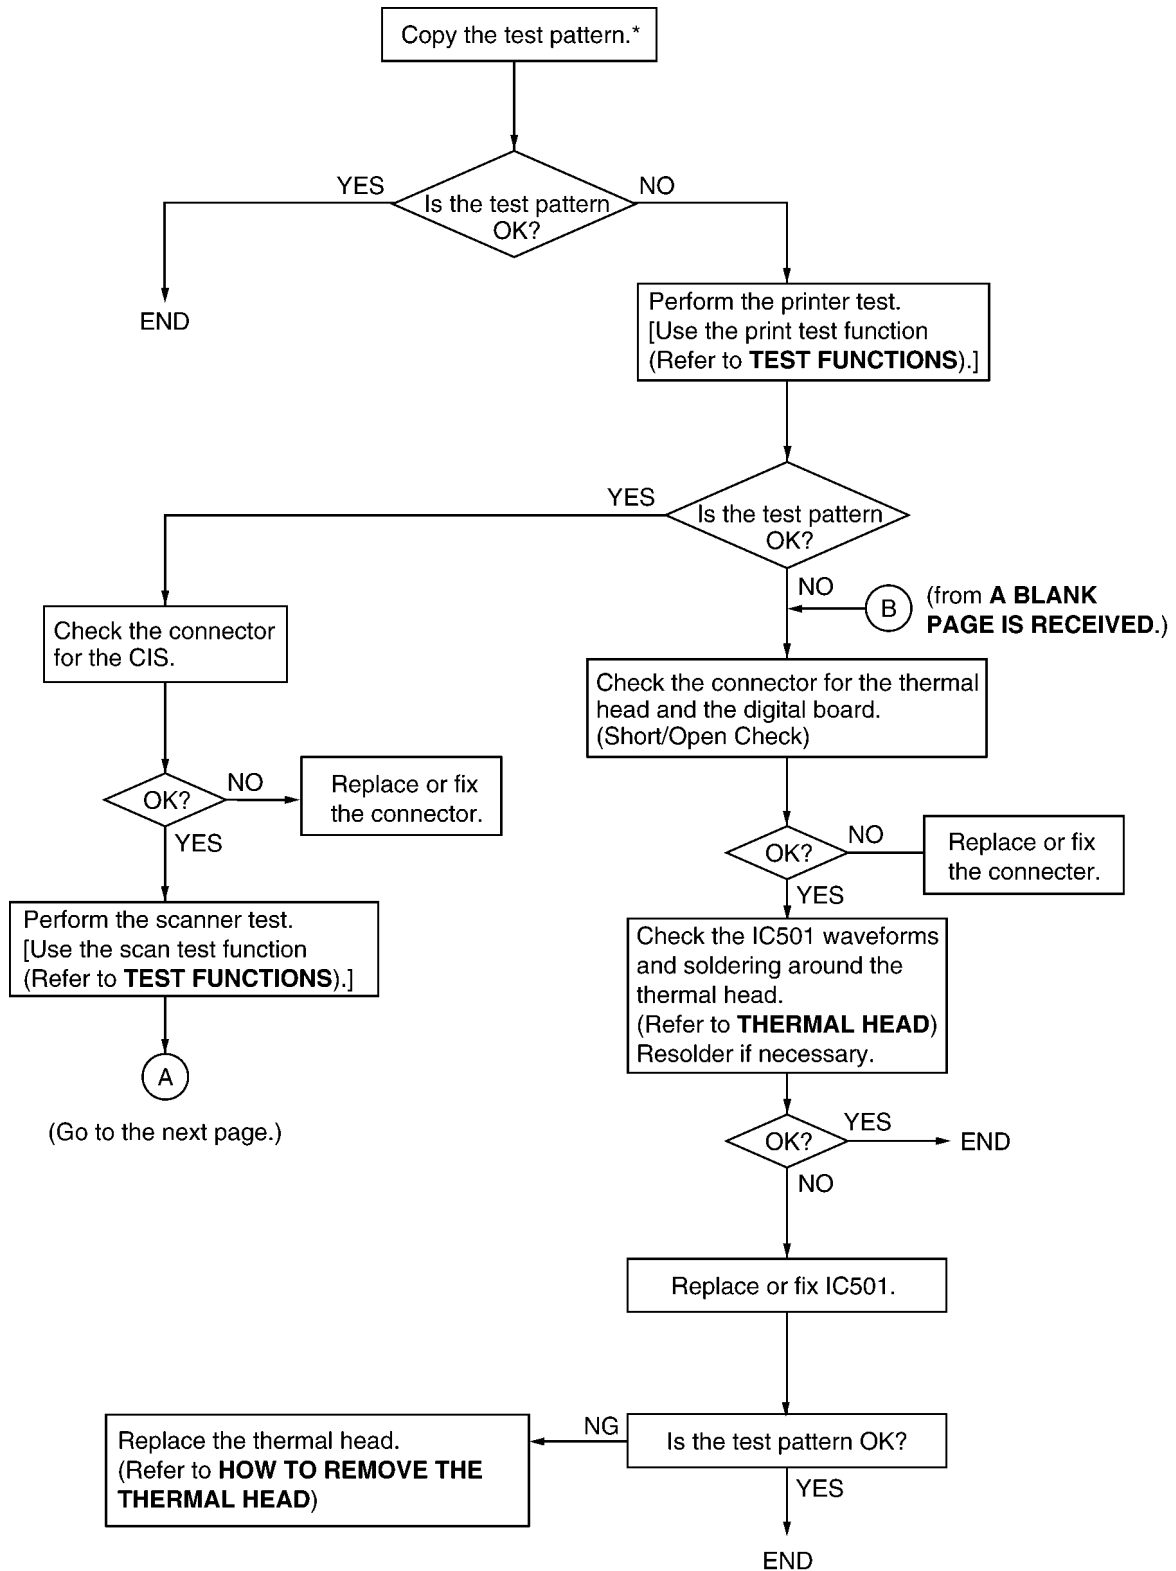 Copy the test pattern.*
YES
NO
Is the test pattern
OK?
END
Perform the printer test.
[Use the print test function
(Refer to TEST FUNCTIONS).]
YES
Is the test pattern
OK?
NO
B
(from A BLANK
PAGE IS RECEIVED.)
Check the connector
for the CIS.
Check the connector for the thermal
head and the digital board.
(Short/Open Check)
OK?
NO
Replace or fix
the connector.
YES
OK?
NO
Replace or fix
the connecter.
YES
Perform the scanner test.
[Use the scan test function
(Refer to TEST FUNCTIONS).]
Check the IC501 waveforms
and soldering around the
thermal head.
(Refer to THERMAL HEAD)
Resolder if necessary.
A
(Go to the next page.)
OK?
YES
END
NO
Replace or fix IC501.
Replace the thermal head.
(Refer to HOW TO REMOVE THE
THERMAL HEAD)
NG
Is the test pattern OK?
YES
END